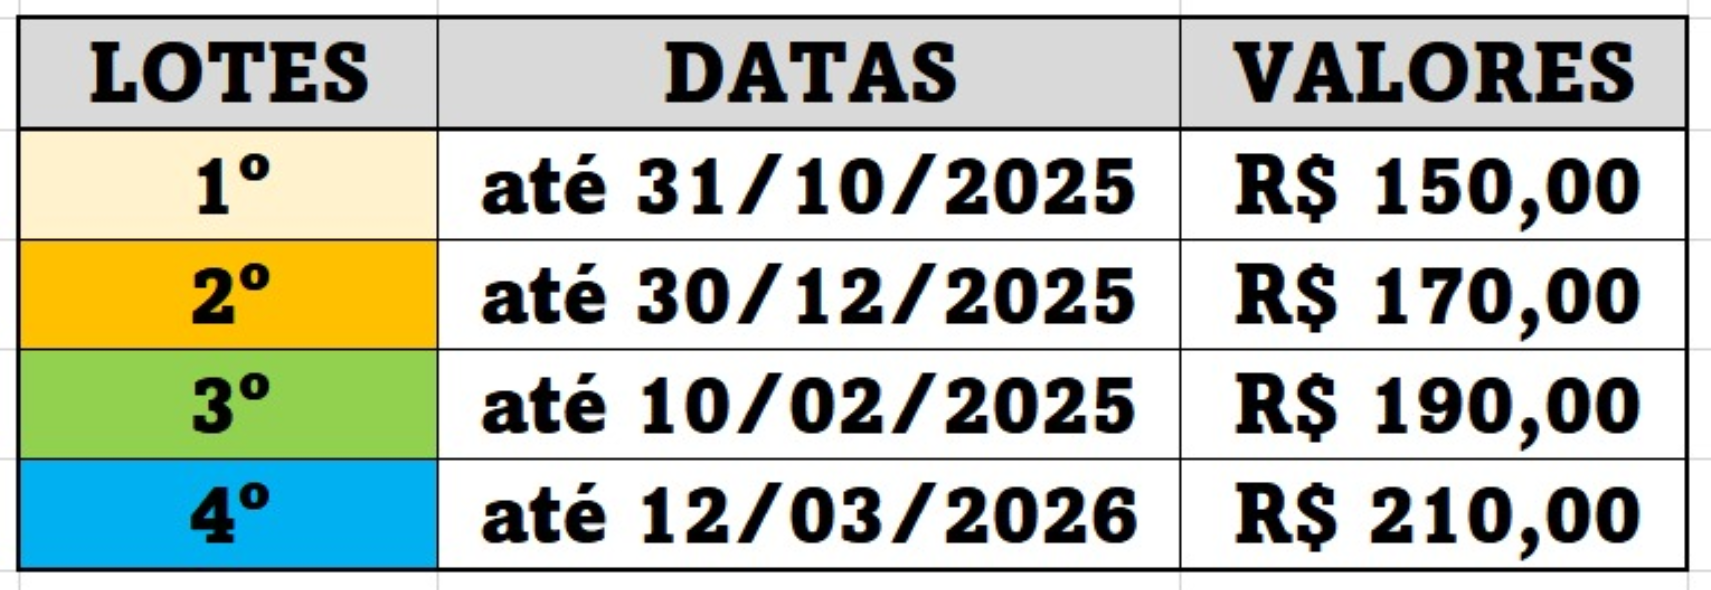 LOTES DATAS VALORES
1º até 31/10/2025 R$ 150,00
2º até 30/12/2025 R$ 170,00
3º até 10/02/2025 R$ 190,00
4º até 12/03/2026 R$ 210,00